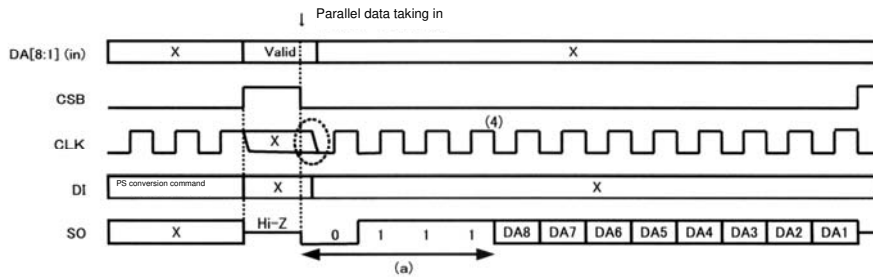 ↓ Parallel data taking in
DA[8:1] (in) X Valid X
CSB
(4)
CLK X
DI PS conversion command X X
SO X Hi-Z 0 1 1 1 DA8 DA7 DA6 DA5 DA4 DA3 DA2 DA1
(a)